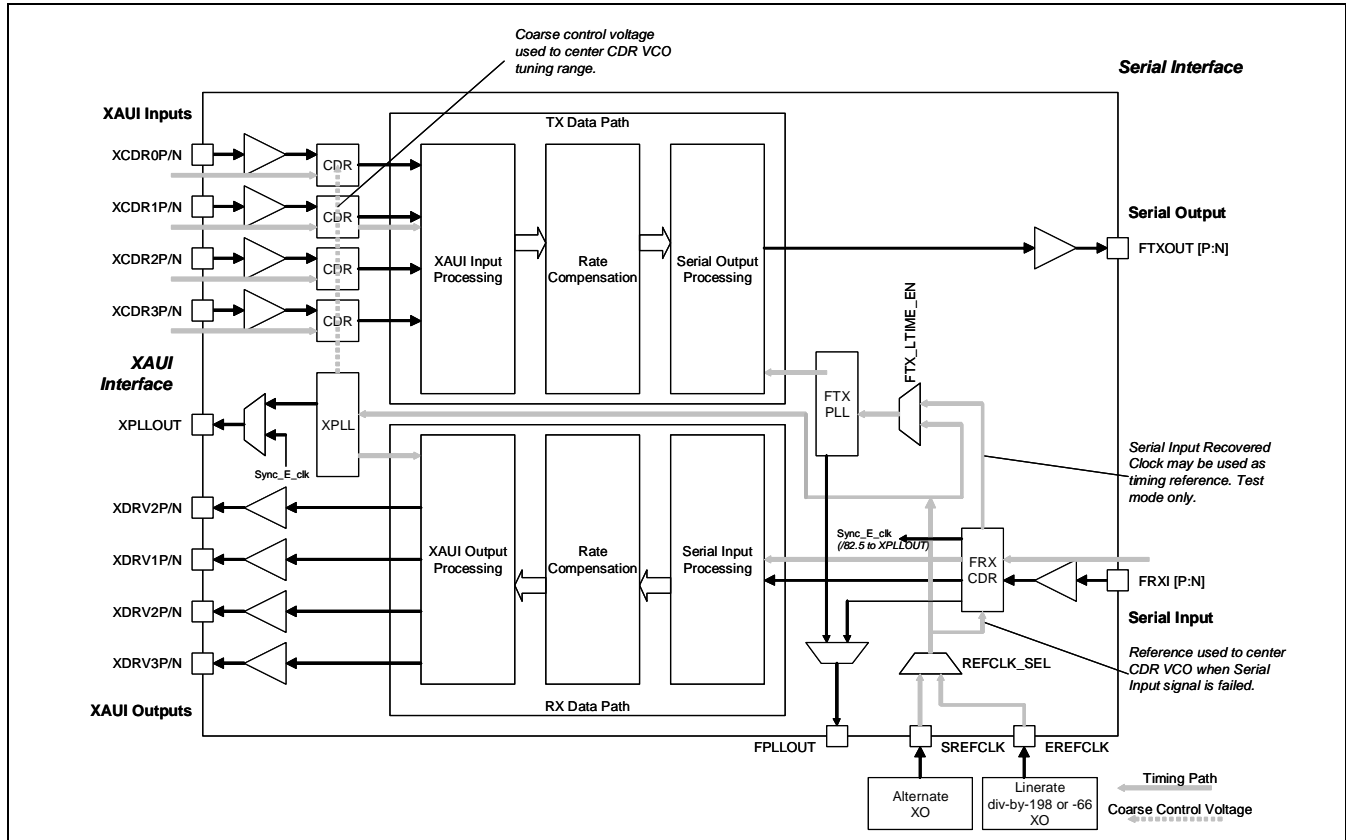 Coarse control voltage
used to center CDR VCO
tuning range.
Serial Interface
XAUI Inputs
TX Data Path
XCDR0P/N
CDR
XCDR1P/N
CDR
XCDR2P/N
CDR
XCDR3P/N
CDR
XAUI Input
Processing
Rate
Compensation
Serial Output
Processing
Serial Output
FTXOUT [P:N]
FTX_LTIME_EN
XAUI
Interface
FTX
PLL
XPLLOUT
XPLL
Sync_E_clk
Serial Input Recovered
Clock may be used as
timing reference. Test
mode only.
XDRV2P/N
XDRV1P/N
XDRV2P/N
XDRV3P/N
XAUI Output
Processing
Rate
Compensation
Serial Input
Processing
Sync_E_clk
(/82.5 to XPLLOUT)
FRX
CDR
FRXI [P:N]
Serial Input
REFCLK_SEL
Reference used to center
CDR VCO when Serial
Input signal is failed.
XAUI Outputs
RX Data Path
FPLLOUT
SREFCLK
EREFCLK
Alternate
XO
Linerate
div-by-198 or -66
XO
Timing Path
Coarse Control Voltage